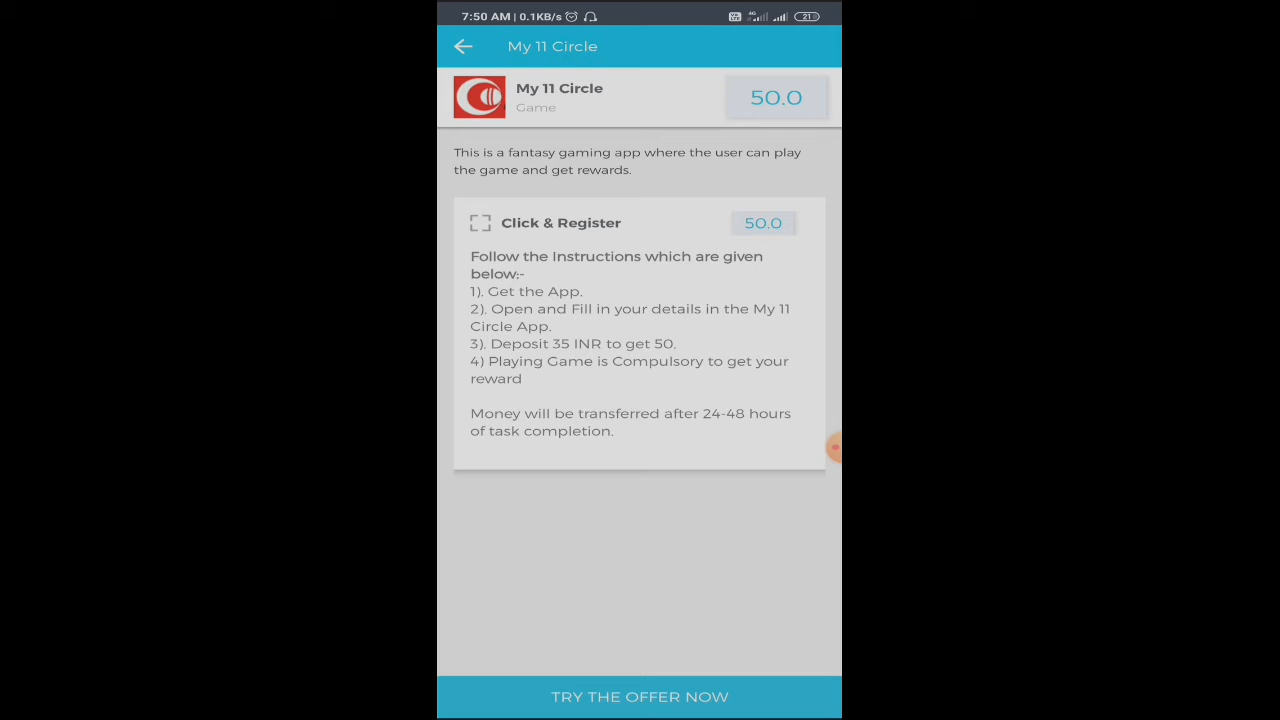 7:50 AM | 0.1KB/s
4G
21
My 11 Circle
My 11 Circle
50.0
Game
This is a fantasy gaming app where the user can play
the game and get rewards.
Click & Register
50.0
Follow the Instructions which are given
below:-
1). Get the App.
2). Open and Fill in your details in the My 11
Circle App.
3). Deposit 35 INR to get 50.
4) Playing Game is Compulsory to get your
reward
Money will be transferred after 24-48 hours
of task completion.
TRY THE OFFER NOW